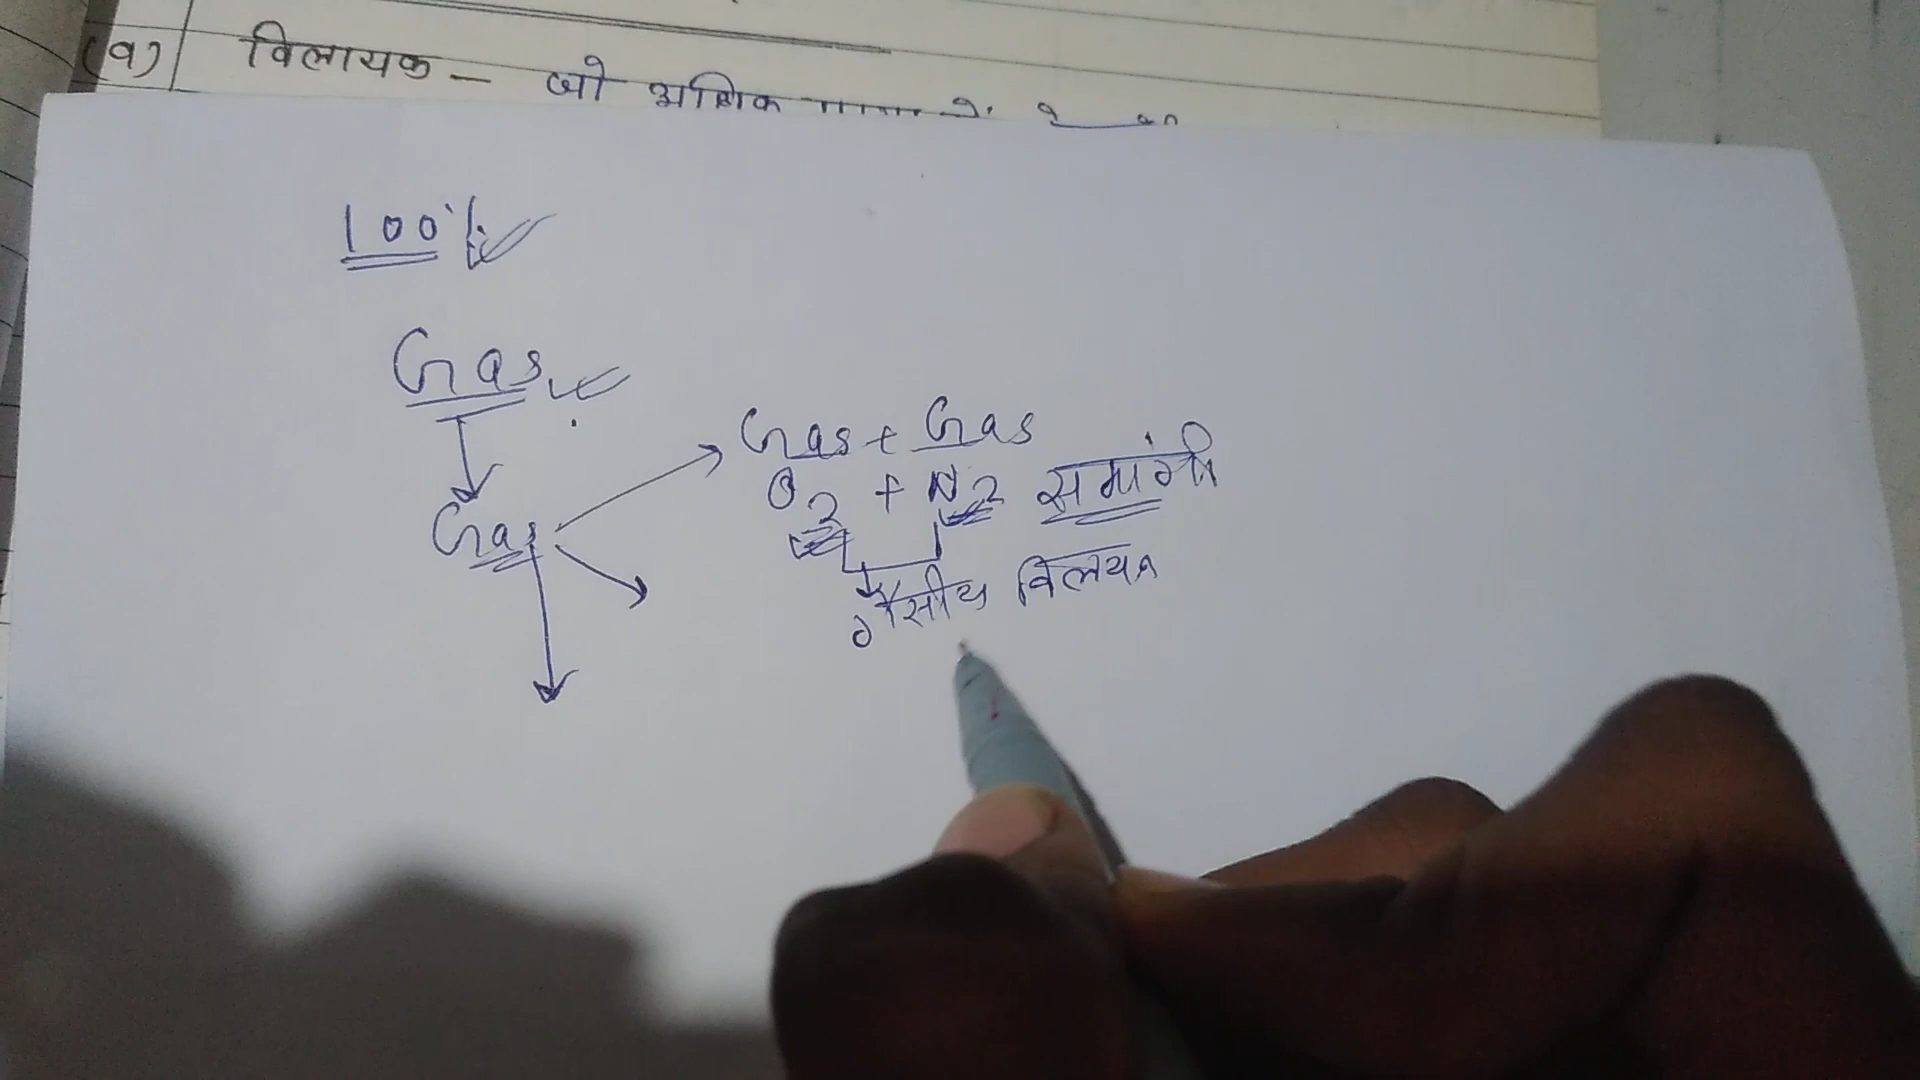 (ब) विलायक - जो अधिक
100%
Gas
Gas + Gas
O2 + N2 समांगी
Gas
गैसीय विलयन